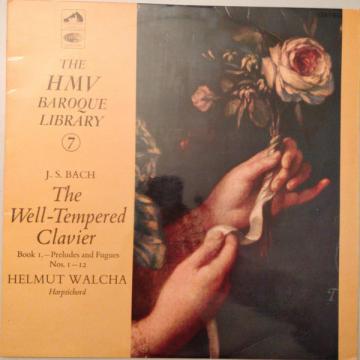 THE
HMV
BAROQUE
LIBRARY
7
J. S. BACH
The
Well-Tempered
Clavier
Book 1,—Preludes and Fugues
Nos. 1—12
HELMUT WALCHA
Harpsichord